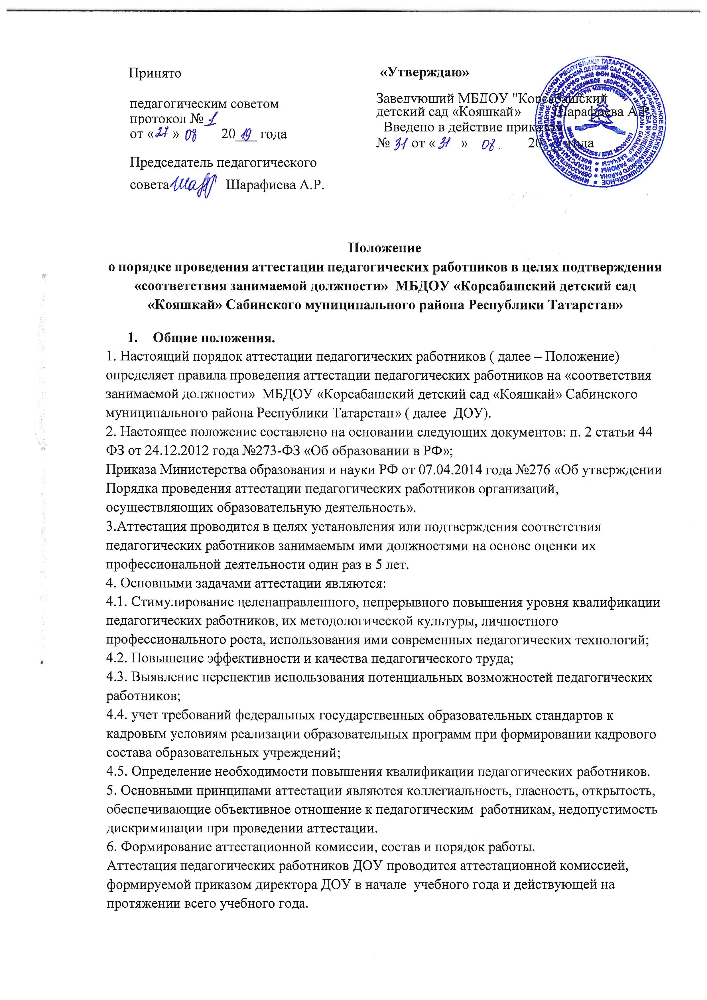 Принято
педагогическим советом
протокол № 1
от «27» 08 2019 года
Председатель педагогического
совета Шарафиева А.Р.
«Утверждаю»
Заведующий МБДОУ "Корсабашский
детский сад «Кояшкай» Шарафиева А.Р.
Введено в действие приказом
№ 31 от « 31 » 08. 20___ года
Положение
о порядке проведения аттестации педагогических работников в целях подтверждения
«соответствия занимаемой должности» МБДОУ «Корсабашский детский сад
«Кояшкай» Сабинского муниципального района Республики Татарстан»
1. Общие положения.
1. Настоящий порядок аттестации педагогических работников ( далее – Положение)
определяет правила проведения аттестации педагогических работников на «соответствия
занимаемой должности» МБДОУ «Корсабашский детский сад «Кояшкай» Сабинского
муниципального района Республики Татарстан» ( далее ДОУ).
2. Настоящее положение составлено на основании следующих документов: п. 2 статьи 44
ФЗ от 24.12.2012 года №273-ФЗ «Об образовании в РФ»;
Приказа Министерства образования и науки РФ от 07.04.2014 года №276 «Об утверждении
Порядка проведения аттестации педагогических работников организаций,
осуществляющих образовательную деятельность».
3.Аттестация проводится в целях установления или подтверждения соответствия
педагогических работников занимаемым ими должностями на основе оценки их
профессиональной деятельности один раз в 5 лет.
4. Основными задачами аттестации являются:
4.1. Стимулирование целенаправленного, непрерывного повышения уровня квалификации
педагогических работников, их методологической культуры, личностного
профессионального роста, использования ими современных педагогических технологий;
4.2. Повышение эффективности и качества педагогического труда;
4.3. Выявление перспектив использования потенциальных возможностей педагогических
работников;
4.4. учет требований федеральных государственных образовательных стандартов к
кадровым условиям реализации образовательных программ при формировании кадрового
состава образовательных учреждений;
4.5. Определение необходимости повышения квалификации педагогических работников.
5. Основными принципами аттестации являются коллегиальность, гласность, открытость,
обеспечивающие объективное отношение к педагогическим работникам, недопустимость
дискриминации при проведении аттестации.
6. Формирование аттестационной комиссии, состав и порядок работы.
Аттестация педагогических работников ДОУ проводится аттестационной комиссией,
формируемой приказом директора ДОУ в начале учебного года и действующей на
протяжении всего учебного года.